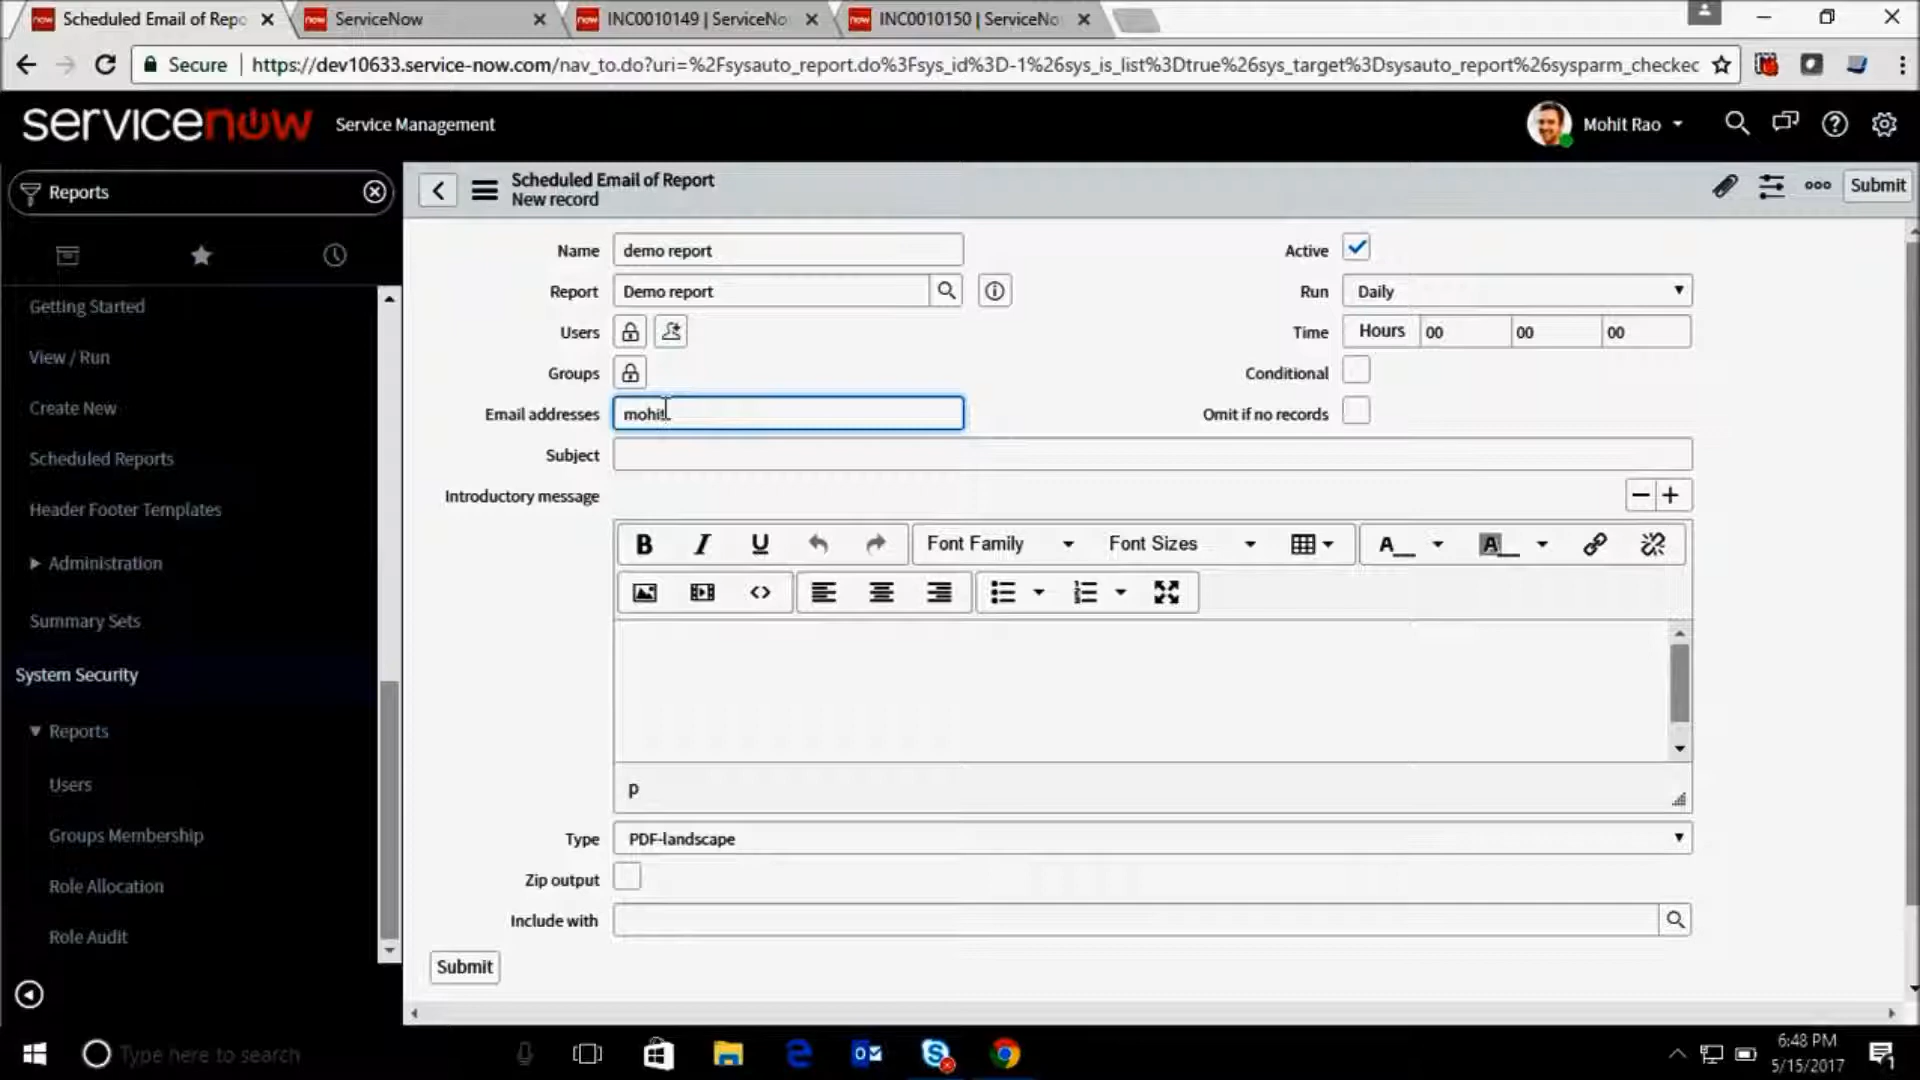 Scheduled Email of Repo
ServiceNow
INC0010149 | ServiceNo
INC0010150 | ServiceNo
Secure
https://dev10633.service-now.com/nav_to.do?uri=%2Fsysauto_report.do%3Fsys_id%3D-1%26sys_is_list%3Dtrue%26sys_target%3Dsysauto_report%26sysparm_checkec
servicenow
Service Management
Mohit Rao
Reports
Scheduled Email of Report
New record
Submit
Getting Started
View / Run
Create New
Scheduled Reports
Header Footer Templates
Administration
Summary Sets
System Security
Reports
Users
Groups Membership
Role Allocation
Role Audit
Name demo report
Active
Report Demo report
Run Daily
Users
Time Hours 00 00 00
Groups
Conditional
Email addresses mohit.
Omit if no records
Subject
Introductory message
B I U Font Family Font Sizes A A
p
Type PDF-landscape
Zip output
Include with
Submit
Type here to search
6:48 PM
5/15/2017